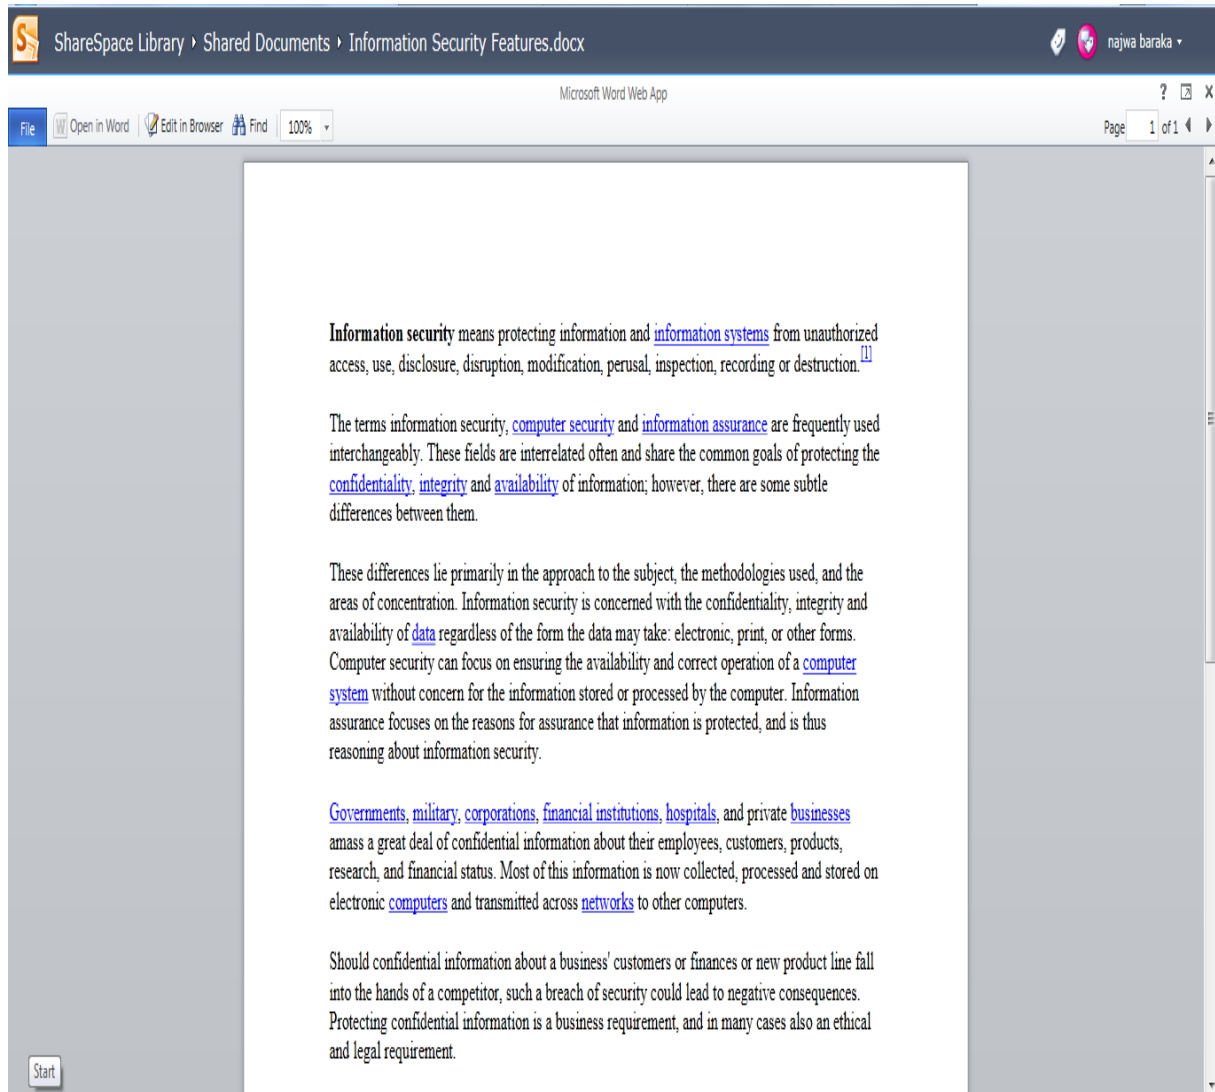 ShareSpace Library › Shared Documents › Information Security Features.docx
najwa baraka
Microsoft Word Web App
File Open in Word Edit in Browser Find 100%
Page 1 of 1
Information security means protecting information and information systems from unauthorized
access, use, disclosure, disruption, modification, perusal, inspection, recording or destruction.[1]
The terms information security, computer security and information assurance are frequently used
interchangeably. These fields are interrelated often and share the common goals of protecting the
confidentiality, integrity and availability of information; however, there are some subtle
differences between them.
These differences lie primarily in the approach to the subject, the methodologies used, and the
areas of concentration. Information security is concerned with the confidentiality, integrity and
availability of data regardless of the form the data may take: electronic, print, or other forms.
Computer security can focus on ensuring the availability and correct operation of a computer
system without concern for the information stored or processed by the computer. Information
assurance focuses on the reasons for assurance that information is protected, and is thus
reasoning about information security.
Governments, military, corporations, financial institutions, hospitals, and private businesses
amass a great deal of confidential information about their employees, customers, products,
research, and financial status. Most of this information is now collected, processed and stored on
electronic computers and transmitted across networks to other computers.
Should confidential information about a business' customers or finances or new product line fall
into the hands of a competitor, such a breach of security could lead to negative consequences.
Protecting confidential information is a business requirement, and in many cases also an ethical
and legal requirement.
Start